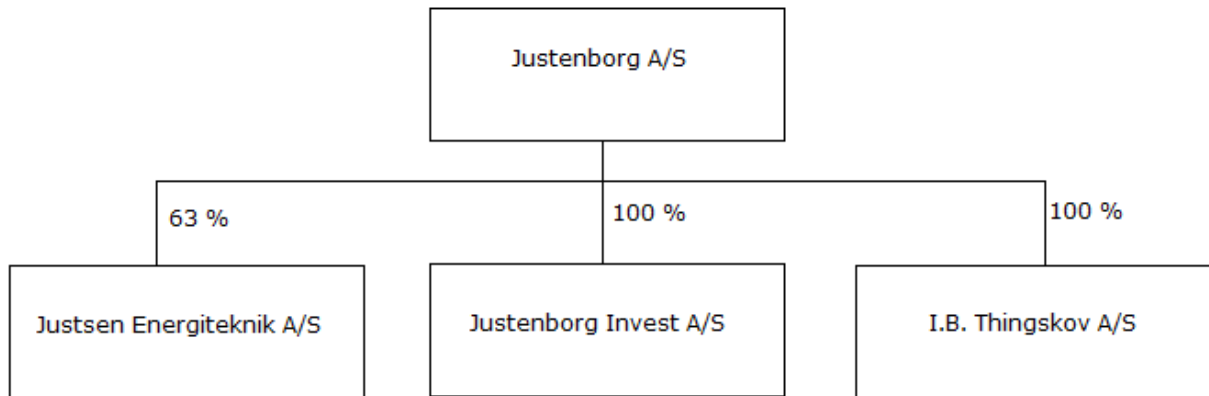 Justenborg A/S
63 %
100 %
100 %
Justsen Energiteknik A/S
Justenborg Invest A/S
I.B. Thingskov A/S